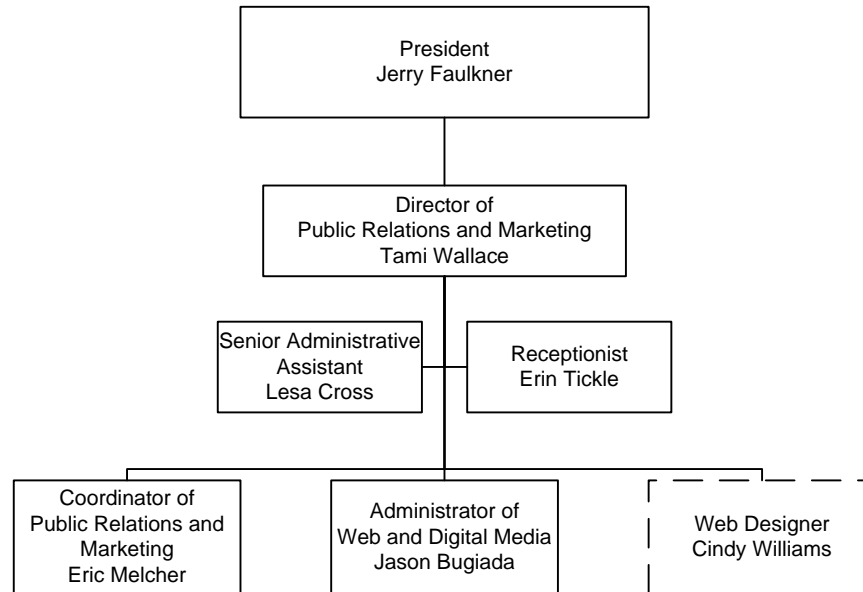 President
Jerry Faulkner
Director of
Public Relations and Marketing
Tami Wallace
Senior Administrative
Assistant
Lesa Cross
Receptionist
Erin Tickle
Coordinator of
Public Relations and
Marketing
Eric Melcher
Administrator of
Web and Digital Media
Jason Bugiada
Web Designer
Cindy Williams